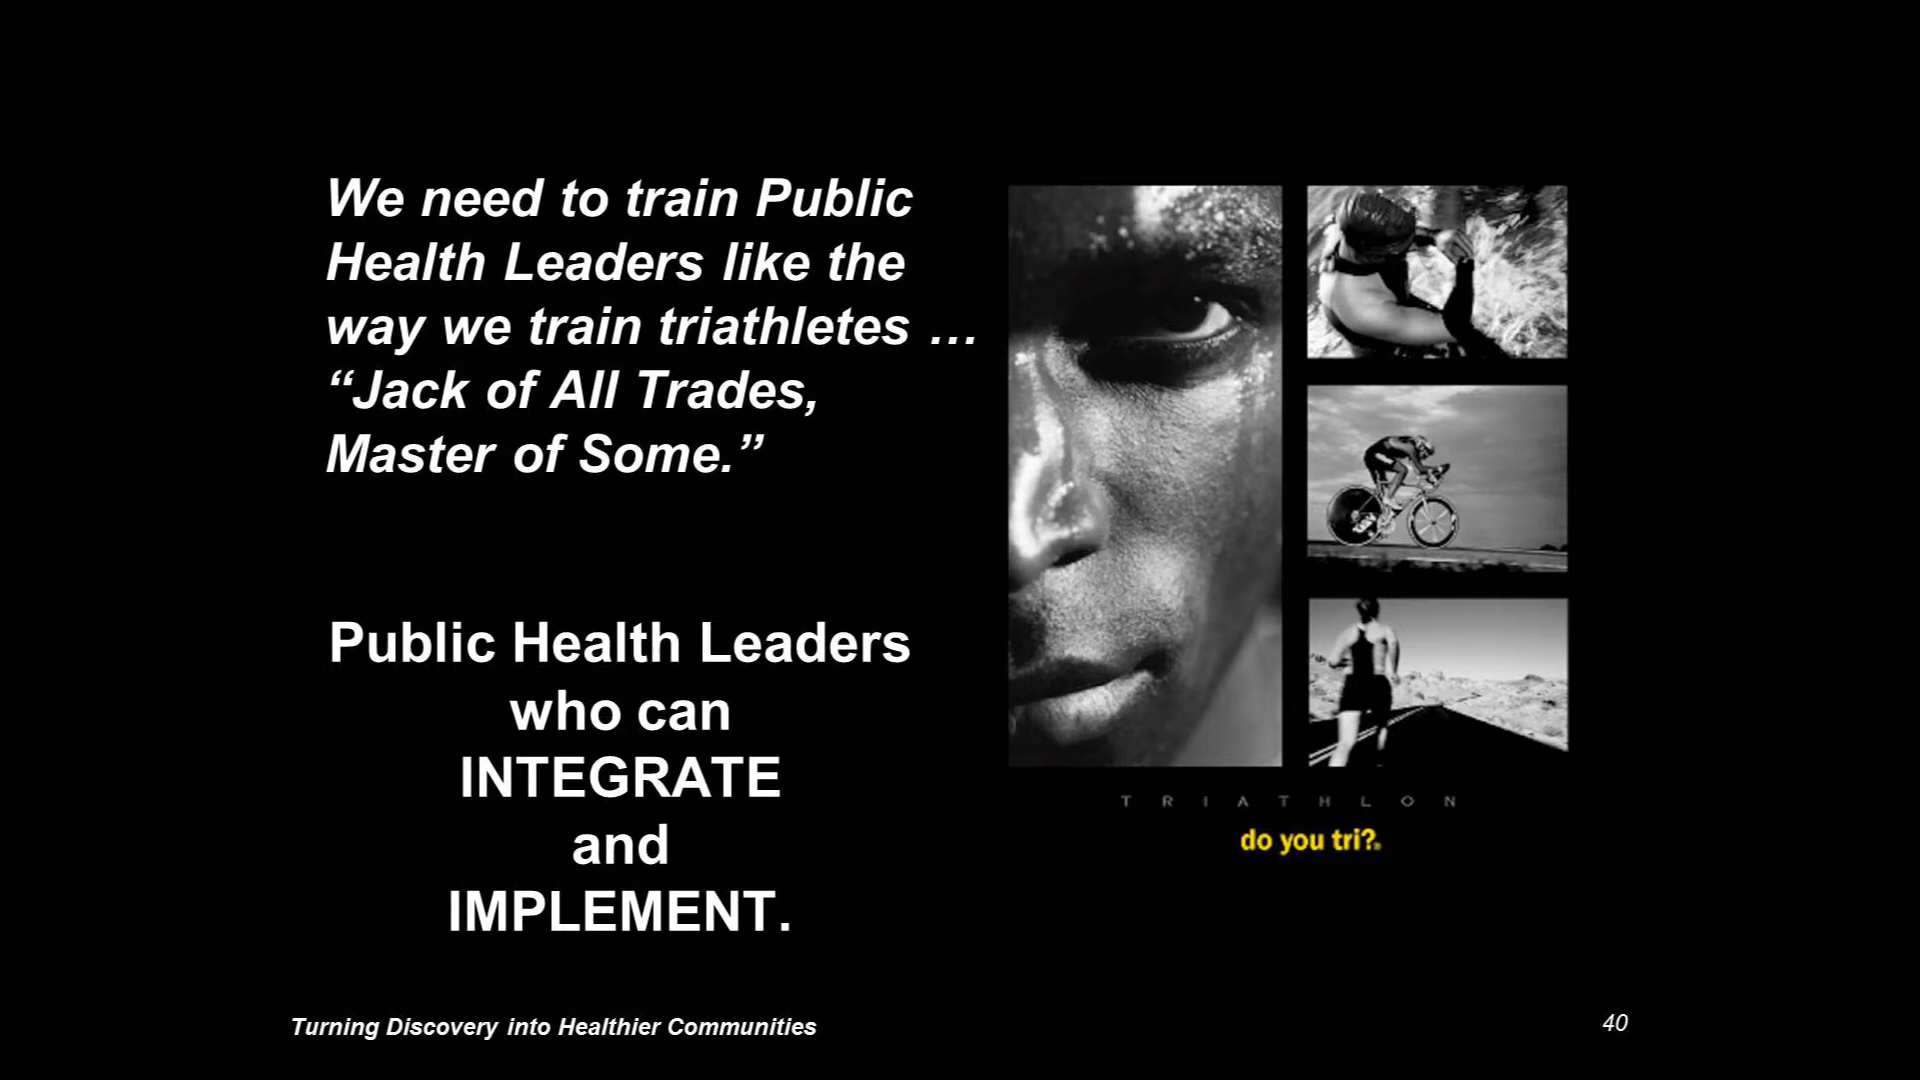 We need to train Public
Health Leaders like the
way we train triathletes …
“Jack of All Trades,
Master of Some.”
Public Health Leaders
who can
INTEGRATE
and
IMPLEMENT.
TRIATHLON
do you tri?®
Turning Discovery into Healthier Communities
40